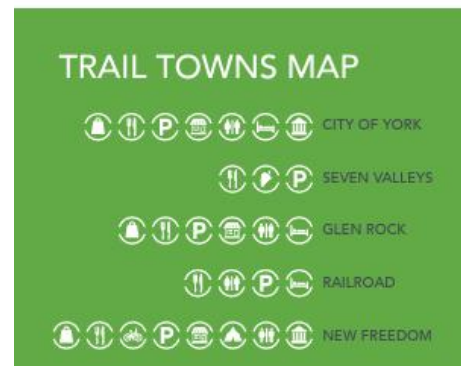 TRAIL TOWNS MAP
P CITY OF YORK
P SEVEN VALLEYS
P GLEN ROCK
P RAILROAD
P NEW FREEDOM